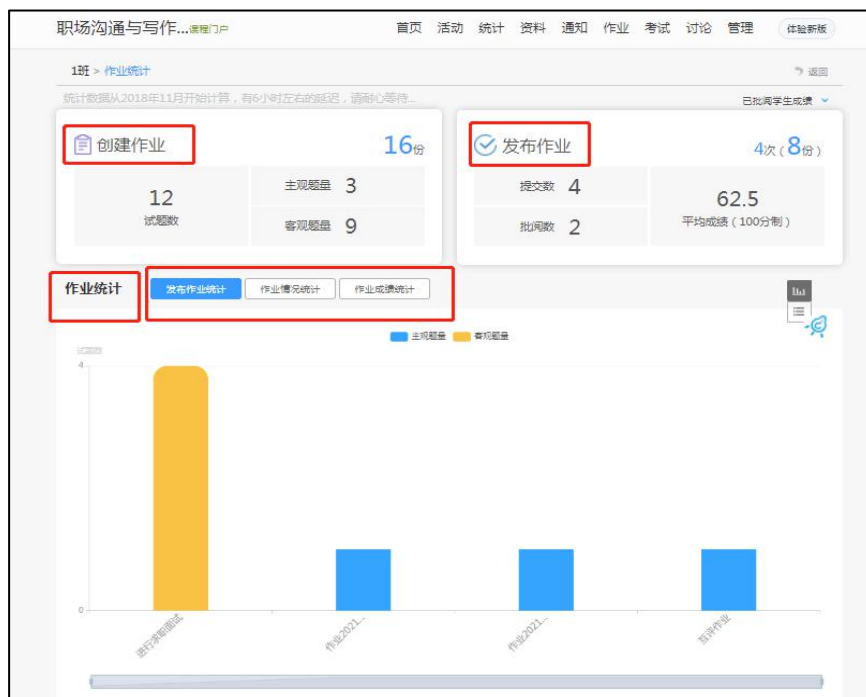 职场沟通与写作...课程门户 首页 活动 统计 资料 通知 作业 考试 讨论 管理 体验新版
1班 > 作业统计 返回
统计数据从2018年11月开始计算，有6小时左右的延迟，请耐心等待... 已批阅学生成绩
创建作业 16份
12
试题数
主观题量 3
客观题量 9
发布作业 4次（8份）
提交数 4
批阅数 2
62.5
平均成绩（100分制）
作业统计 发布作业统计 作业情况统计 作业成绩统计
主观题量 客观题量
试题数
4
0
进行求职面试 作业2021... 作业2021... 互评作业